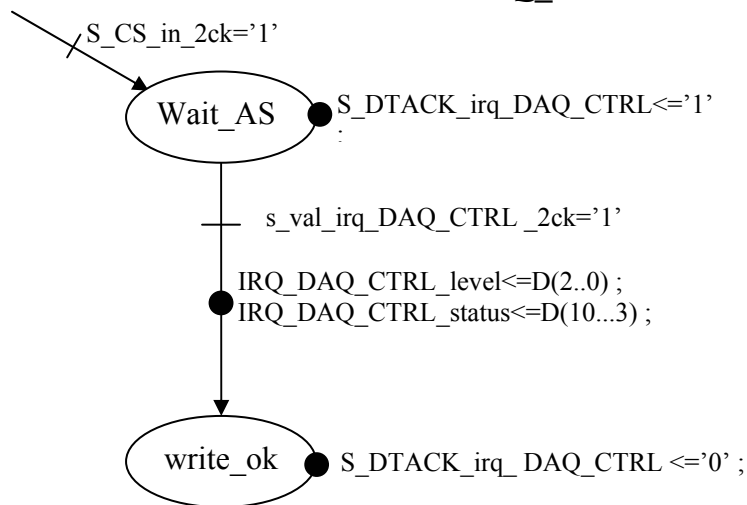 S_CS_in_2ck=’1’
Wait_AS
S_DTACK_irq_DAQ_CTRL<=’1’
;
s_val_irq_DAQ_CTRL _2ck=’1’
IRQ_DAQ_CTRL_level<=D(2..0) ;
IRQ_DAQ_CTRL_status<=D(10...3) ;
write_ok
S_DTACK_irq_ DAQ_CTRL <=’0’ ;